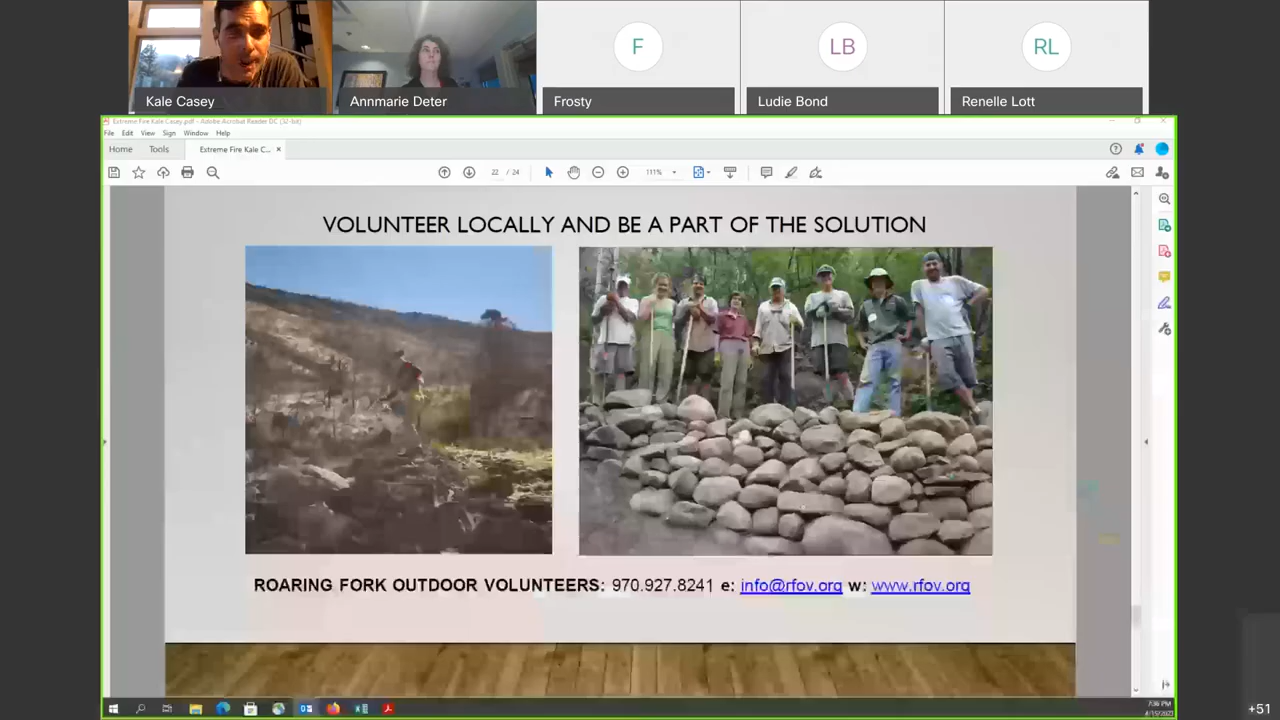 F
LB
RL
Kale Casey
Annmarie Deter
Frosty
Ludie Bond
Renelle Lott
Extreme Fire Kale Casey.pdf - Adobe Acrobat Reader DC (32-bit)
File Edit View Sign Window Help
Home Tools Extreme Fire Kale C...
22 / 24 111%
VOLUNTEER LOCALLY AND BE A PART OF THE SOLUTION
ROARING FORK OUTDOOR VOLUNTEERS: 970.927.8241 e: info@rfov.org w: www.rfov.org
+51